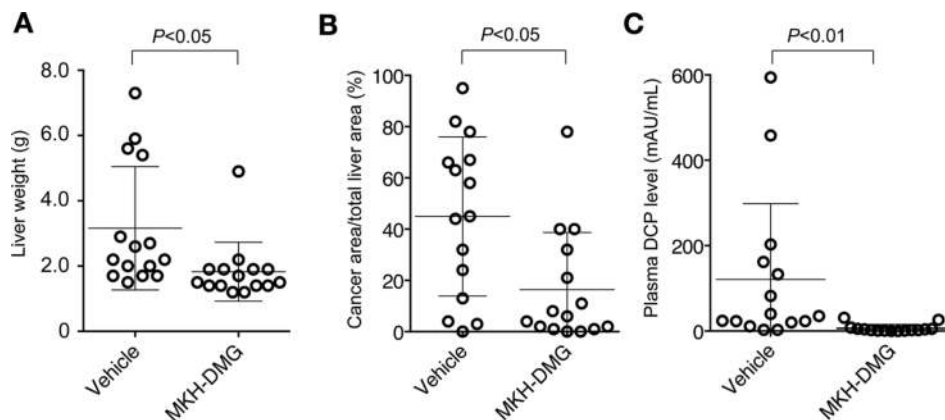 A
P<0.05
Liver weight (g)
8.0
6.0
4.0
2.0
0
Vehicle
MKH-DMG
B
P<0.05
Cancer area/total liver area (%)
100
80
60
40
20
0
Vehicle
MKH-DMG
C
P<0.01
Plasma DCP level (mAU/mL)
600
400
200
0
Vehicle
MKH-DMG